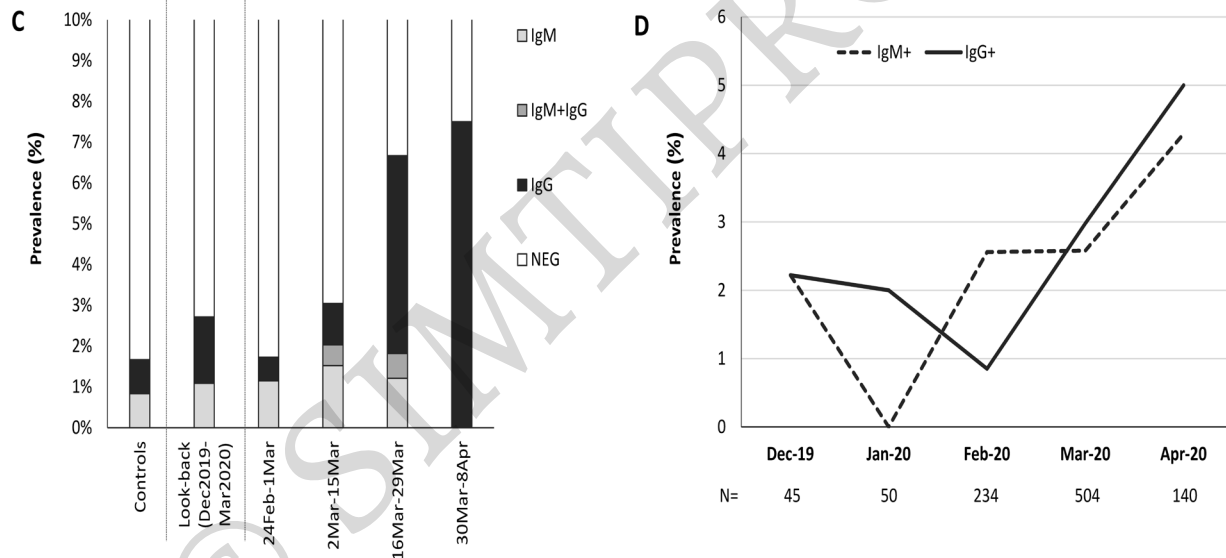 C
10%
9%
8%
7%
6%
5%
4%
3%
2%
1%
0%
Prevalence (%)
IgM
IgM+IgG
IgG
NEG
Controls
Look-back
(Dec2019-
Mar2020)
24Feb-1Mar
2Mar-15Mar
16Mar-29Mar
30Mar-8Apr
D
6
5
4
3
2
1
0
Prevalence (%)
IgM+ IgG+
Dec-19 Jan-20 Feb-20 Mar-20 Apr-20
N= 45 50 234 504 140
© SIMTIPRO